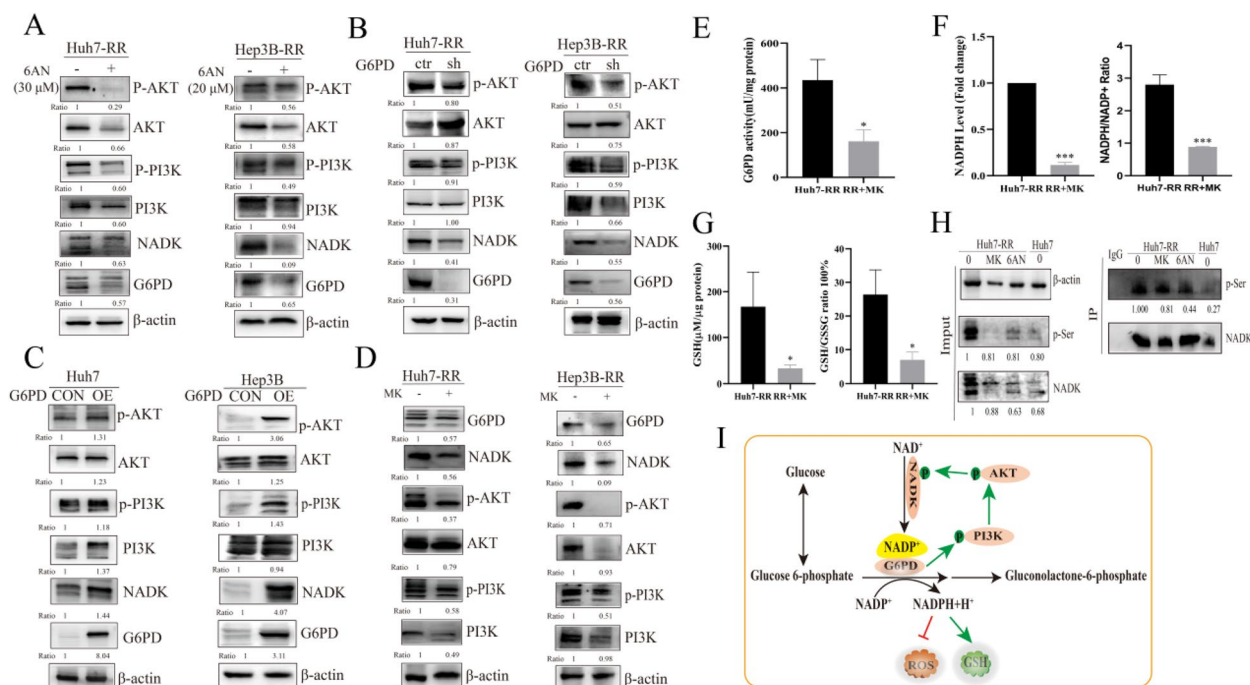 A
Huh7-RR
Hep3B-RR
6AN - +
(30 μM)
6AN - +
(20 μM)
P-AKT
Ratio 1 0.29
AKT
Ratio 1 0.66
P-PI3K
Ratio 1 0.60
PI3K
Ratio 1 0.60
NADK
Ratio 1 0.63
G6PD
Ratio 1 0.57
β-actin
P-AKT
Ratio 1 0.56
AKT
Ratio 1 0.58
P-PI3K
Ratio 1 0.49
PI3K
Ratio 1 0.94
NADK
Ratio 1 0.09
G6PD
Ratio 1 0.65
β-actin
B
Huh7-RR
G6PD ctr sh
p-AKT
Ratio 1 0.80
AKT
Ratio 1 0.87
p-PI3K
Ratio 1 0.91
PI3K
Ratio 1 1.00
NADK
Ratio 1 0.41
G6PD
Ratio 1 0.31
β-actin
Hep3B-RR
G6PD ctr sh
p-AKT
Ratio 1 0.51
AKT
Ratio 1 0.75
p-PI3K
Ratio 1 0.59
PI3K
Ratio 1 0.66
NADK
Ratio 1 0.55
G6PD
Ratio 1 0.56
β-actin
C
Huh7
G6PD CON OE
p-AKT
Ratio 1 1.31
AKT
Ratio 1 1.23
p-PI3K
Ratio 1 1.18
PI3K
Ratio 1 1.37
NADK
Ratio 1 1.44
G6PD
Ratio 1 8.04
β-actin
Hep3B
G6PD CON OE
p-AKT
Ratio 1 3.06
AKT
Ratio 1 1.25
p-PI3K
Ratio 1 1.43
PI3K
Ratio 1 0.94
NADK
Ratio 1 4.07
G6PD
Ratio 1 3.11
β-actin
D
Huh7-RR
MK - +
G6PD
Ratio 1 0.57
NADK
Ratio 1 0.56
p-AKT
Ratio 1 0.37
AKT
Ratio 1 0.79
p-PI3K
Ratio 1 0.58
PI3K
Ratio 1 0.49
β-actin
Hep3B-RR
MK - +
G6PD
Ratio 1 0.65
NADK
Ratio 1 0.09
p-AKT
Ratio 1 0.71
AKT
Ratio 1 0.93
p-PI3K
Ratio 1 0.51
PI3K
Ratio 1 0.98
β-actin
E
G6PD activity(mU/mg protein)
600
400
200
0
*
Huh7-RR RR+MK
F
NADPH Level (Fold change)
1.5
1.0
0.5
0.0
***
Huh7-RR RR+MK
NADPH/NADP+ Ratio
4
3
2
1
0
***
Huh7-RR RR+MK
G
GSH(μM/μg protein)
300
200
100
0
*
Huh7-RR RR+MK
GSH/GSSG ratio 100%
40
30
20
10
0
*
Huh7-RR RR+MK
H
Huh7-RR Huh7
0 MK 6AN 0
Imput
β-actin
p-Ser
1 0.81 0.81 0.80
NADK
1 0.88 0.63 0.68
IgG Huh7-RR Huh7
0 MK 6AN 0
IP
p-Ser
1.000 0.81 0.44 0.27
NADK
I
NAD⁺
Glucose
NADK
P
P
AKT
NADP⁺
G6PD
P
PI3K
Glucose 6-phosphate
Gluconolactone-6-phosphate
NADP⁺
NADPH+H⁺
ROS
GSH